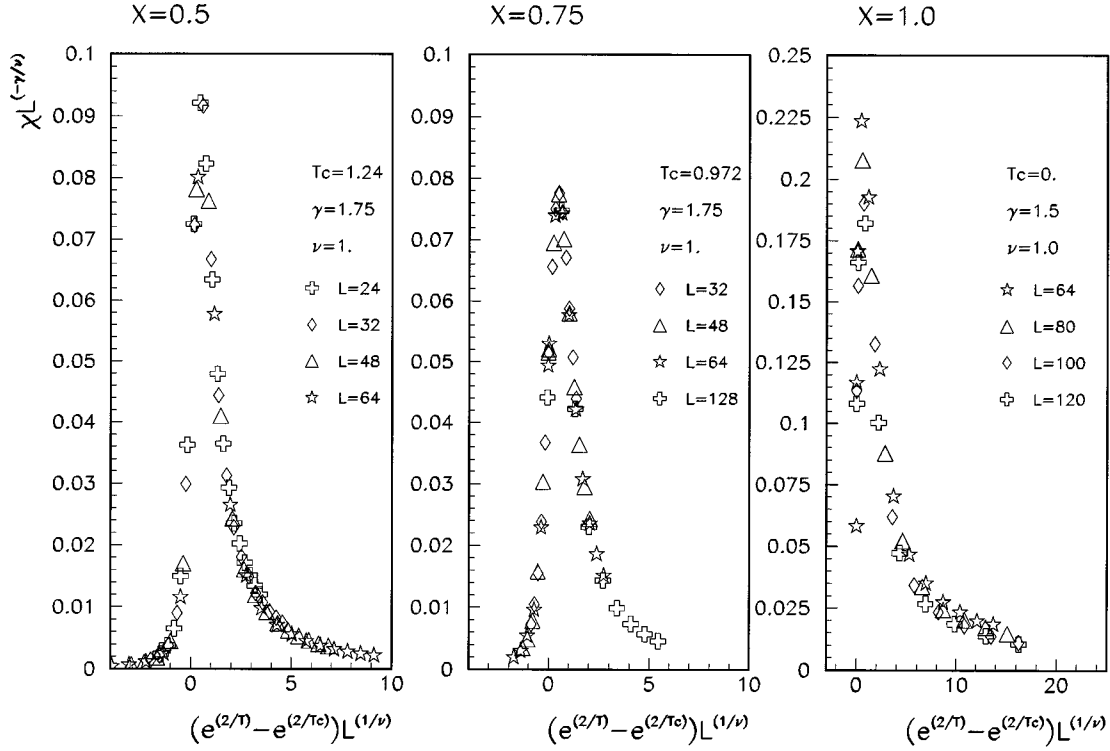 X=0.5
X=0.75
X=1.0
χL^(-γ/ν)
0.1
0.09
0.08
0.07
0.06
0.05
0.04
0.03
0.02
0.01
0
Tc=1.24
γ=1.75
ν=1.
L=24
L=32
L=48
L=64
0
5
10
(e^(2/T)-e^(2/Tc))L^(1/ν)
0.1
0.09
0.08
0.07
0.06
0.05
0.04
0.03
0.02
0.01
0
Tc=0.972
γ=1.75
ν=1.
L=32
L=48
L=64
L=128
0
5
10
(e^(2/T)-e^(2/Tc))L^(1/ν)
0.25
0.225
0.2
0.175
0.15
0.125
0.1
0.075
0.05
0.025
0
Tc=0.
γ=1.5
ν=1.0
L=64
L=80
L=100
L=120
0
10
20
(e^(2/T)-e^(2/Tc))L^(1/ν)